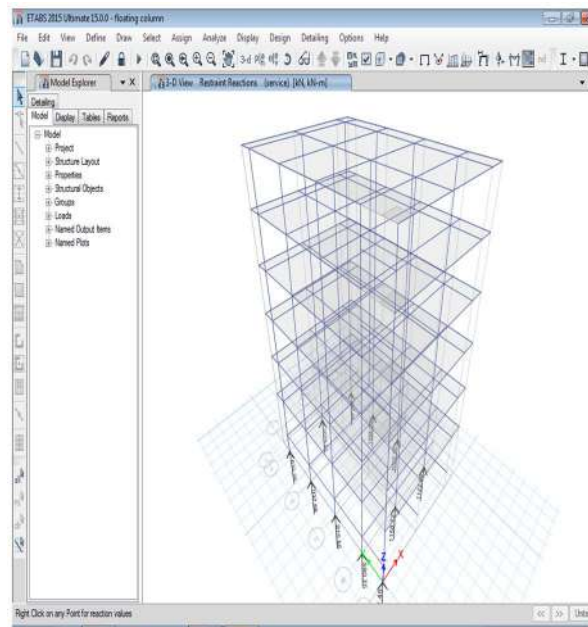 ETABS 2015 Ultimate 15.0.0 - floating column
File Edit View Define Draw Select Assign Analyze Display Design Detailing Options Help
3-d
Model Explorer
3-D View Restraint Reactions (service) [kN, kN-m]
Detailing
Model Display Tables Reports
Model
Project
Structure Layout
Properties
Structural Objects
Groups
Loads
Named Output Items
Named Plots
Z
X
Right Click on any Point for reaction values